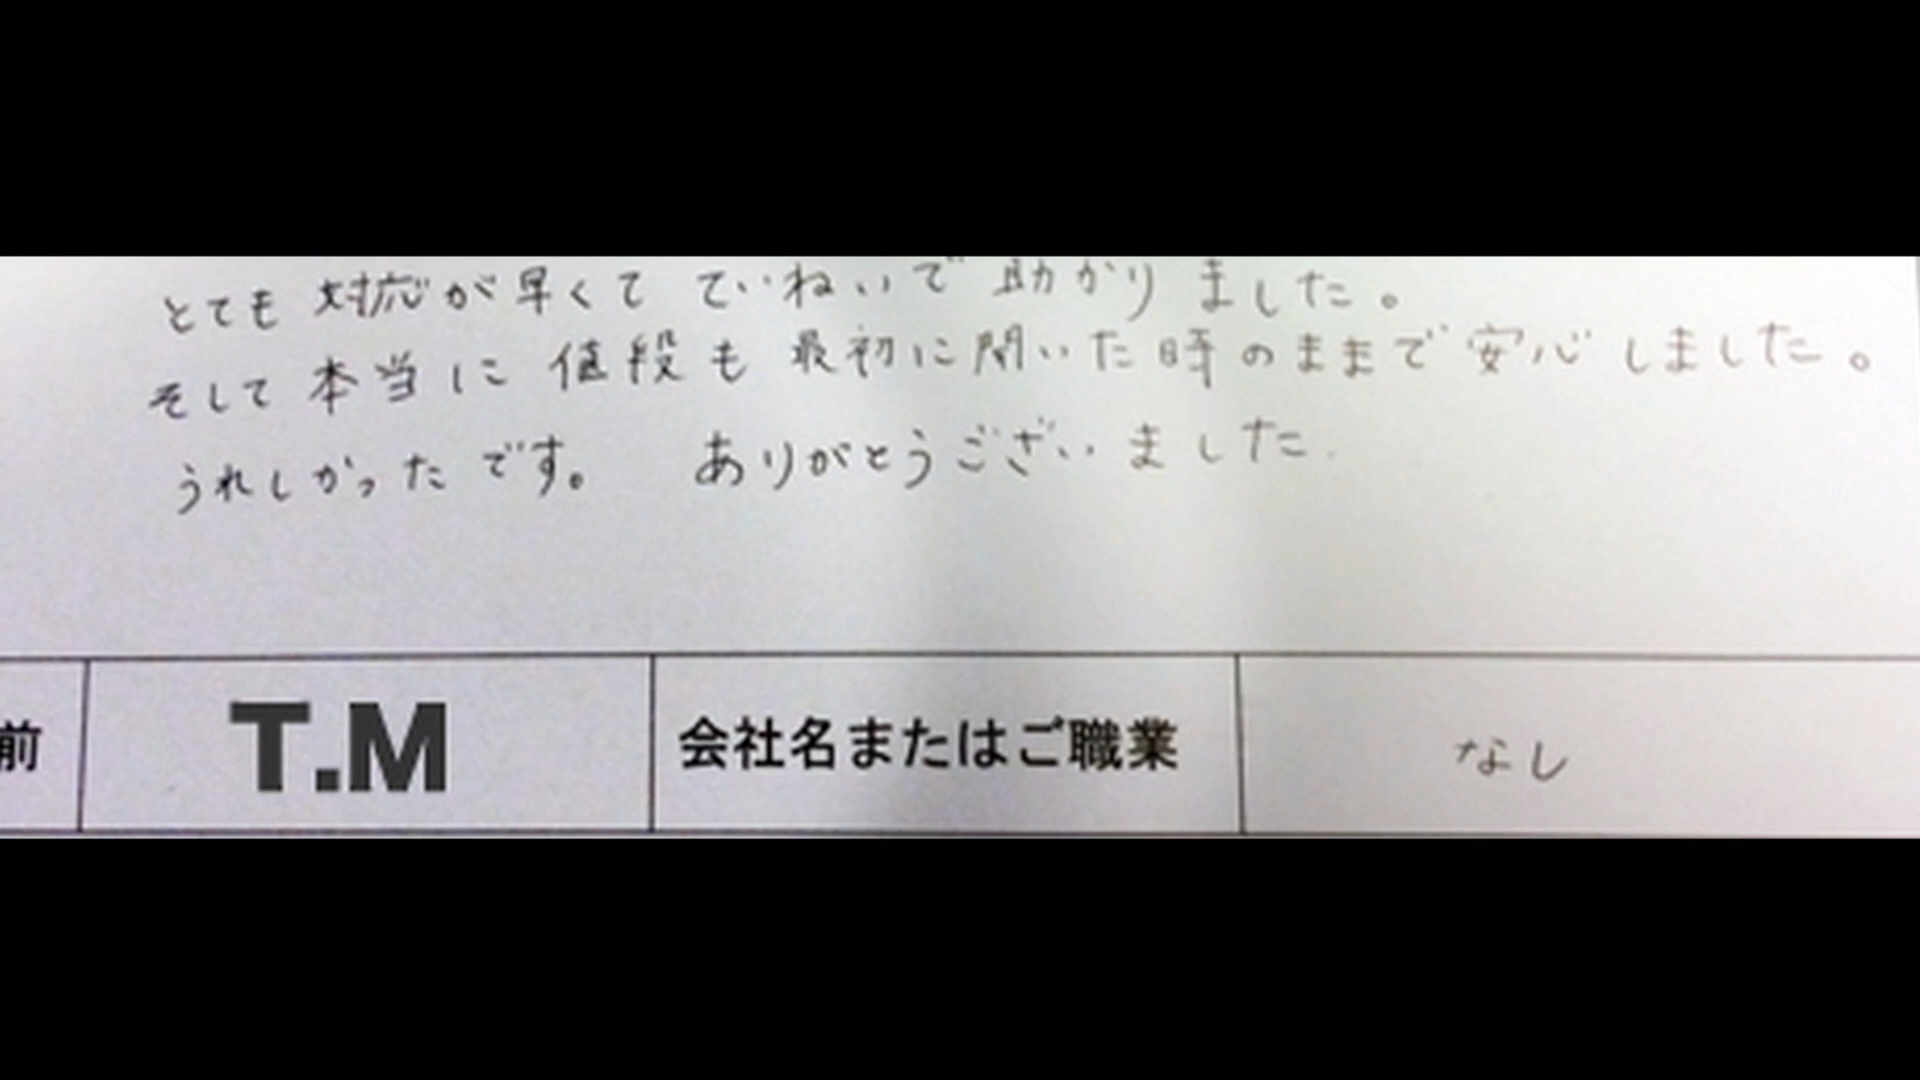 とても対応が早くてていねいで助かりました。
そして本当に値段も最初に聞いた時のままで安心しました。
うれしかったです。 ありがとうございました.
前 T.M 会社名またはご職業 なし